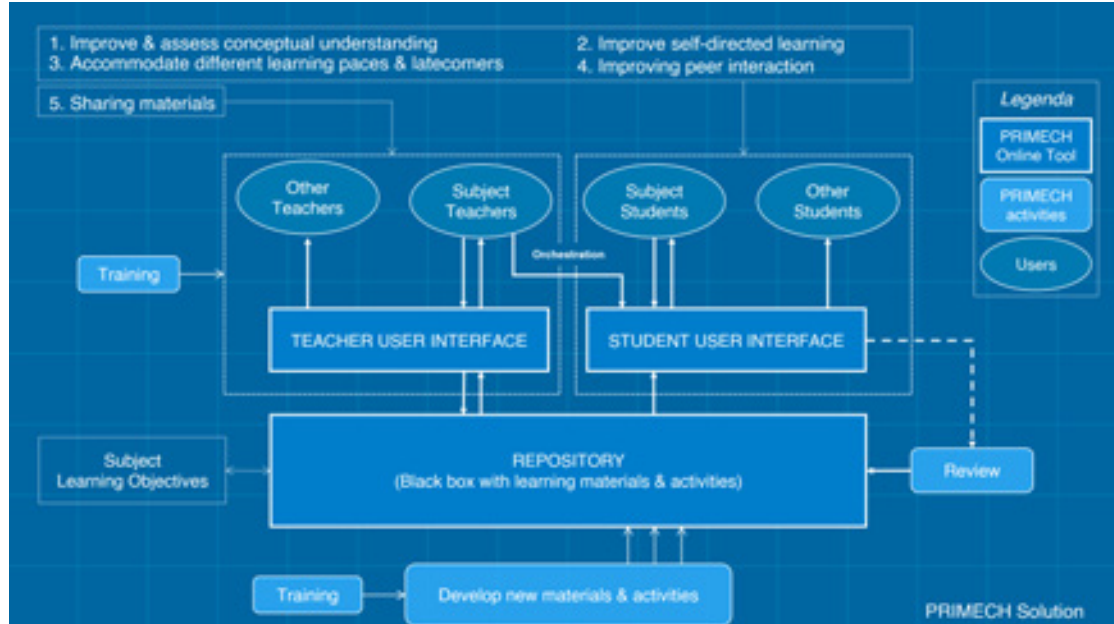 1. Improve & assess conceptual understanding
2. Improve self-directed learning
3. Accommodate different learning paces & latecomers
4. Improving peer interaction
5. Sharing materials
Legenda
PRIMECH
Online Tool
PRIMECH
activities
Users
Other
Teachers
Subject
Teachers
Subject
Students
Other
Students
Orchestration
Training
TEACHER USER INTERFACE
STUDENT USER INTERFACE
Subject
Learning Objectives
REPOSITORY
(Black box with learning materials & activities)
Review
Training
Develop new materials & activities
PRIMECH Solution